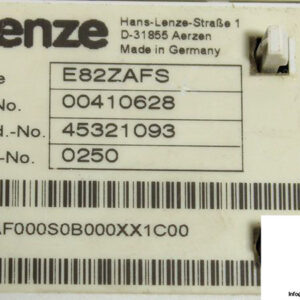 enze
Hans-Lenze-Straße 1
D-31855 Aerzen
Made in Germany
e E82ZAFS
No. 00410628
d.-No. 45321093
-No. 0250
AF000S0B000XX1C00